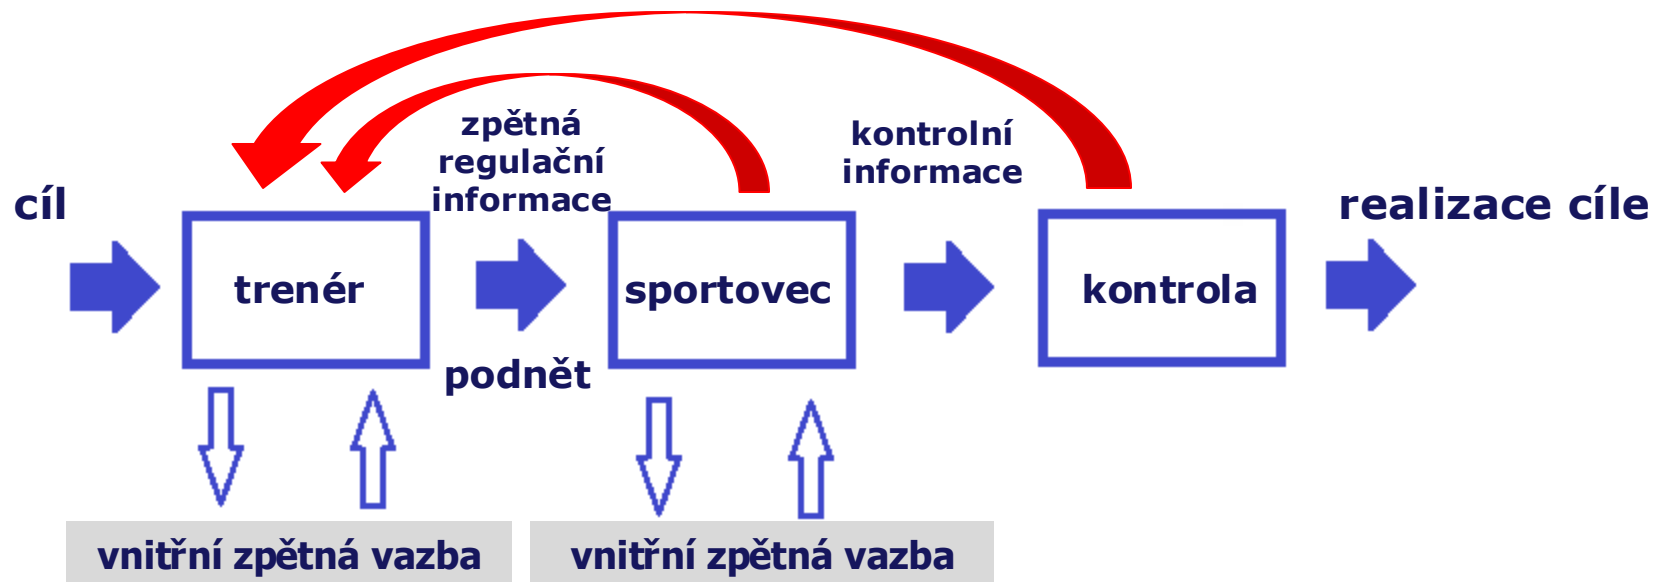 zpětná
regulační
informace
kontrolní
informace
cíl
realizace cíle
trenér
sportovec
kontrola
podnět
vnitřní zpětná vazba
vnitřní zpětná vazba